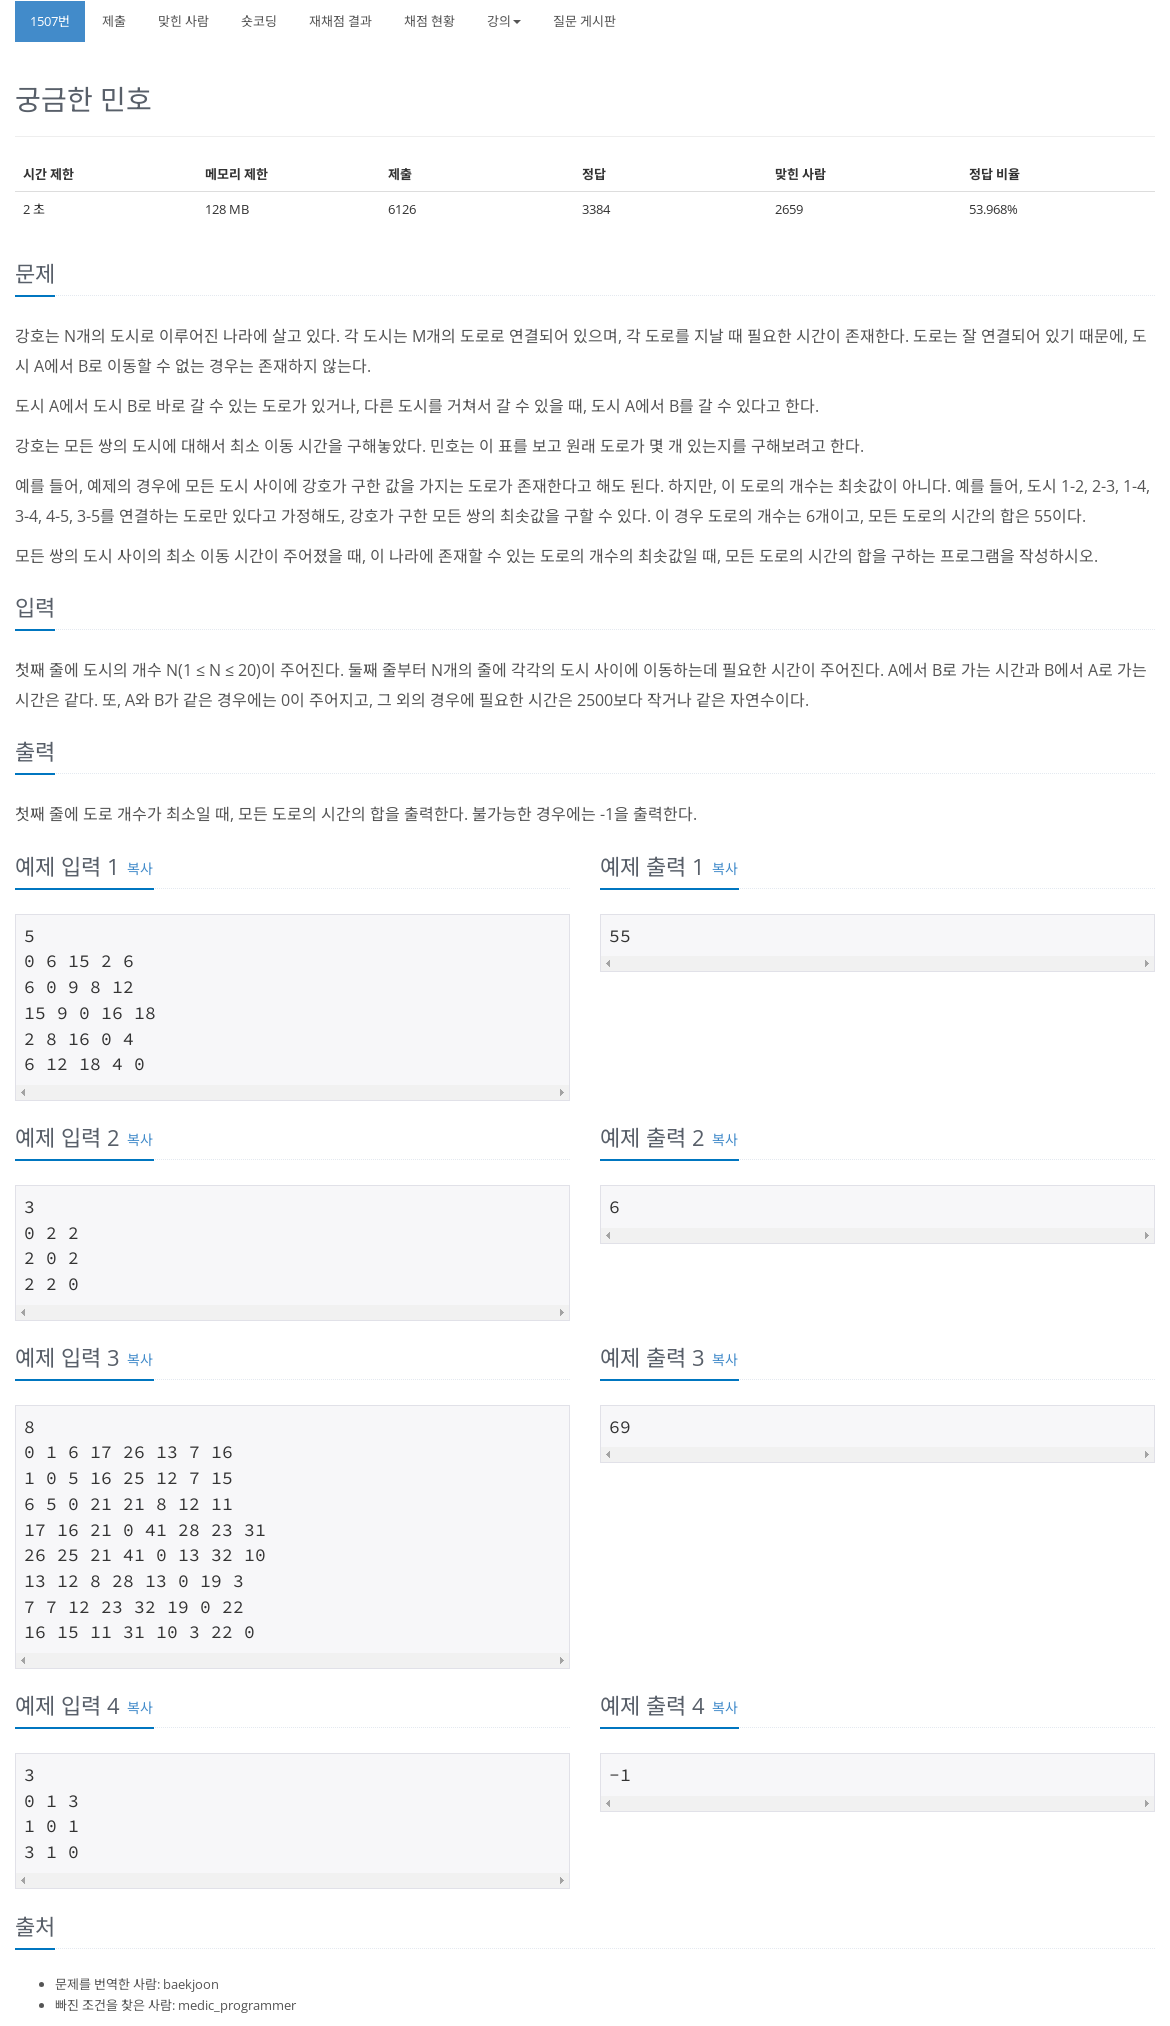 1507번 제출 맞힌 사람 숏코딩 재채점 결과 채점 현황 강의 질문 게시판
궁금한 민호
시간 제한 메모리 제한 제출 정답 맞힌 사람 정답 비율
2 초 128 MB 6126 3384 2659 53.968%
문제
강호는 N개의 도시로 이루어진 나라에 살고 있다. 각 도시는 M개의 도로로 연결되어 있으며, 각 도로를 지날 때 필요한 시간이 존재한다. 도로는 잘 연결되어 있기 때문에, 도
시 A에서 B로 이동할 수 없는 경우는 존재하지 않는다.
도시 A에서 도시 B로 바로 갈 수 있는 도로가 있거나, 다른 도시를 거쳐서 갈 수 있을 때, 도시 A에서 B를 갈 수 있다고 한다.
강호는 모든 쌍의 도시에 대해서 최소 이동 시간을 구해놓았다. 민호는 이 표를 보고 원래 도로가 몇 개 있는지를 구해보려고 한다.
예를 들어, 예제의 경우에 모든 도시 사이에 강호가 구한 값을 가지는 도로가 존재한다고 해도 된다. 하지만, 이 도로의 개수는 최솟값이 아니다. 예를 들어, 도시 1-2, 2-3, 1-4,
3-4, 4-5, 3-5를 연결하는 도로만 있다고 가정해도, 강호가 구한 모든 쌍의 최솟값을 구할 수 있다. 이 경우 도로의 개수는 6개이고, 모든 도로의 시간의 합은 55이다.
모든 쌍의 도시 사이의 최소 이동 시간이 주어졌을 때, 이 나라에 존재할 수 있는 도로의 개수의 최솟값일 때, 모든 도로의 시간의 합을 구하는 프로그램을 작성하시오.
입력
첫째 줄에 도시의 개수 N(1 ≤ N ≤ 20)이 주어진다. 둘째 줄부터 N개의 줄에 각각의 도시 사이에 이동하는데 필요한 시간이 주어진다. A에서 B로 가는 시간과 B에서 A로 가는
시간은 같다. 또, A와 B가 같은 경우에는 0이 주어지고, 그 외의 경우에 필요한 시간은 2500보다 작거나 같은 자연수이다.
출력
첫째 줄에 도로 개수가 최소일 때, 모든 도로의 시간의 합을 출력한다. 불가능한 경우에는 -1을 출력한다.
예제 입력 1 복사
5
0 6 15 2 6
6 0 9 8 12
15 9 0 16 18
2 8 16 0 4
6 12 18 4 0
예제 출력 1 복사
55
예제 입력 2 복사
3
0 2 2
2 0 2
2 2 0
예제 출력 2 복사
6
예제 입력 3 복사
8
0 1 6 17 26 13 7 16
1 0 5 16 25 12 7 15
6 5 0 21 21 8 12 11
17 16 21 0 41 28 23 31
26 25 21 41 0 13 32 10
13 12 8 28 13 0 19 3
7 7 12 23 32 19 0 22
16 15 11 31 10 3 22 0
예제 출력 3 복사
69
예제 입력 4 복사
3
0 1 3
1 0 1
3 1 0
예제 출력 4 복사
-1
출처
문제를 번역한 사람: baekjoon
빠진 조건을 찾은 사람: medic_programmer